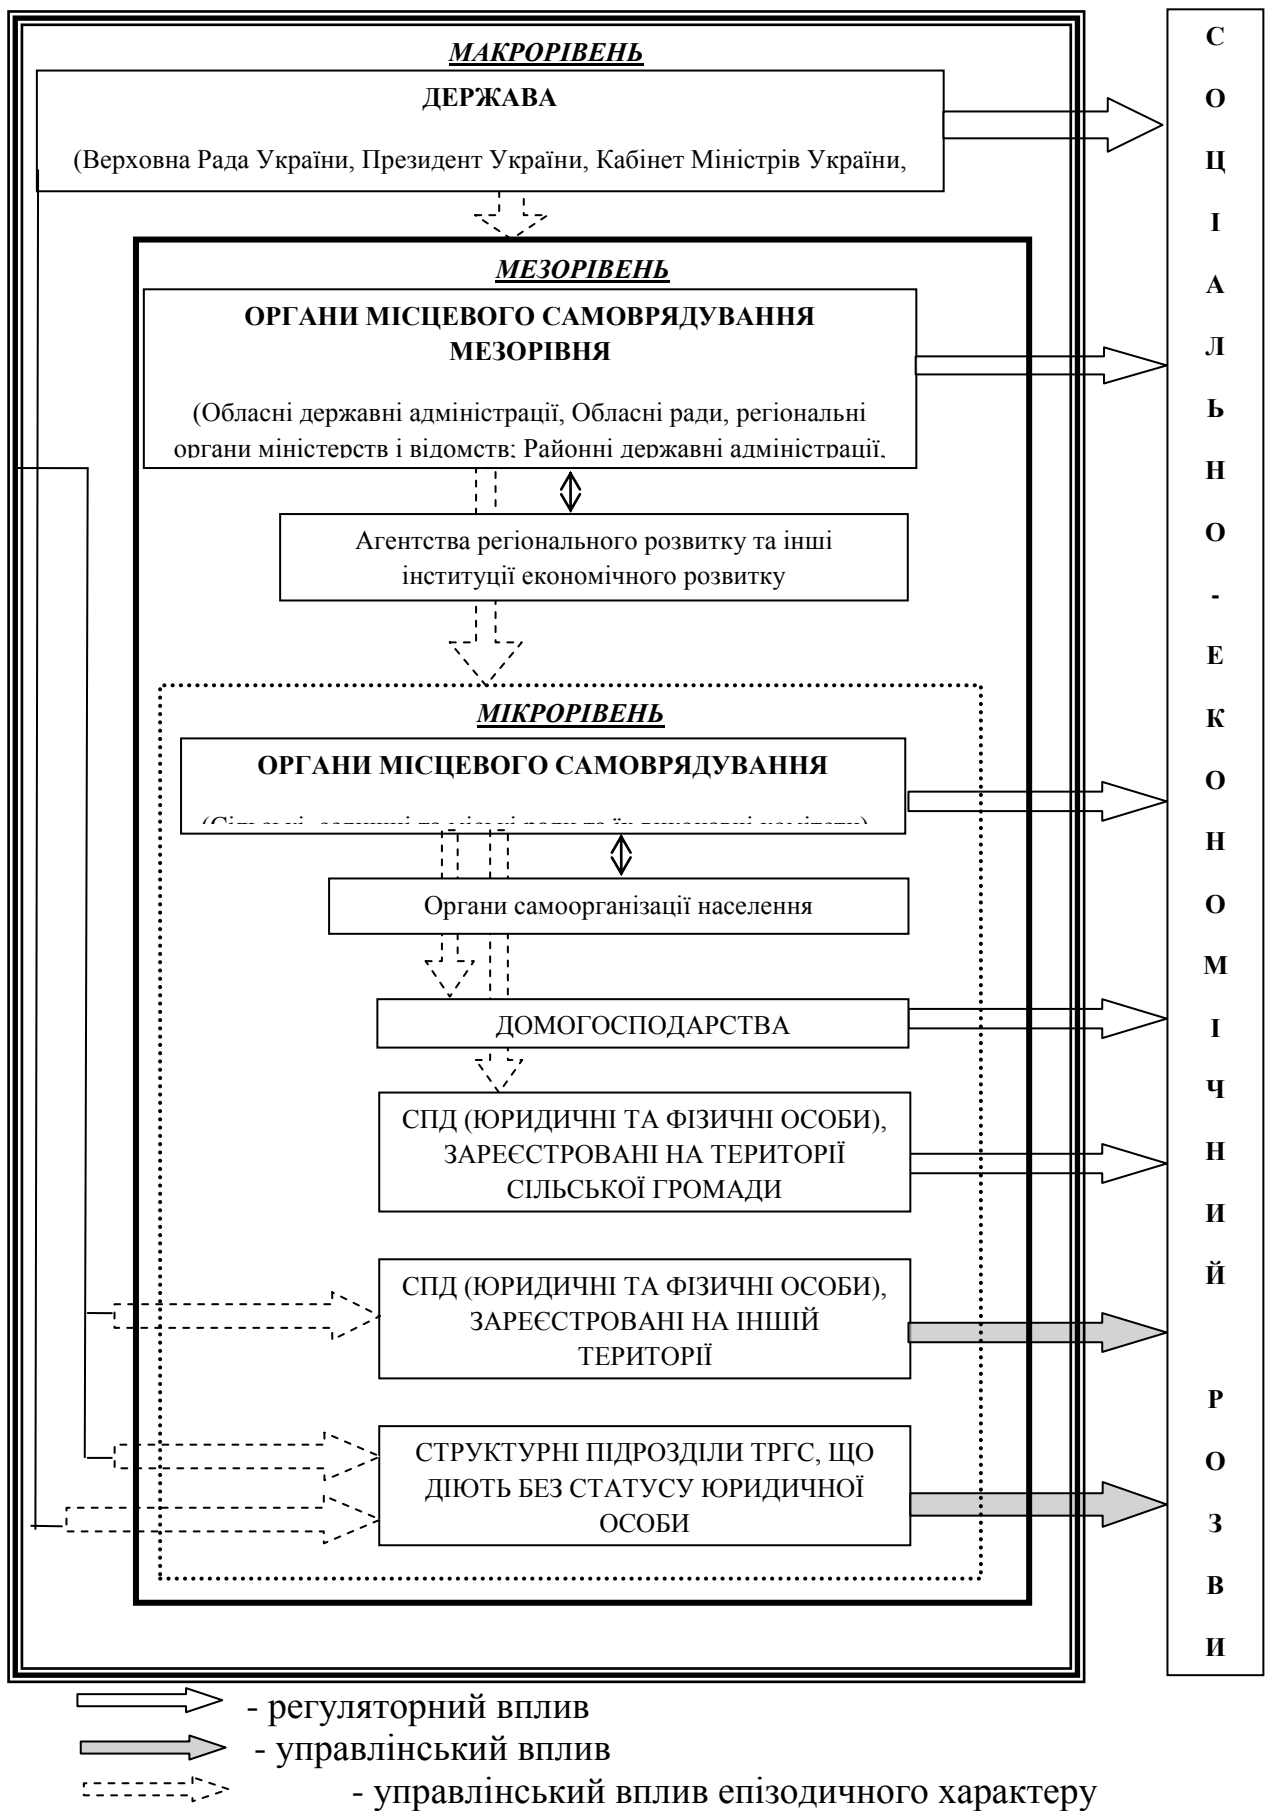 МАКРОРІВЕНЬ
ДЕРЖАВА
(Верховна Рада України, Президент України, Кабінет Міністрів України,
МЕЗОРІВЕНЬ
ОРГАНИ МІСЦЕВОГО САМОВРЯДУВАННЯ
МЕЗОРІВНЯ
(Обласні державні адміністрації, Обласні ради, регіональні
органи міністерств і відомств; Районні державні адміністрації,
Агентства регіонального розвитку та інші
інституції економічного розвитку
МІКРОРІВЕНЬ
ОРГАНИ МІСЦЕВОГО САМОВРЯДУВАННЯ
Органи самоорганізації населення
ДОМОГОСПОДАРСТВА
СПД (ЮРИДИЧНІ ТА ФІЗИЧНІ ОСОБИ),
ЗАРЕЄСТРОВАНІ НА ТЕРИТОРІЇ
СІЛЬСЬКОЇ ГРОМАДИ
СПД (ЮРИДИЧНІ ТА ФІЗИЧНІ ОСОБИ),
ЗАРЕЄСТРОВАНІ НА ІНШІЙ
ТЕРИТОРІЇ
СТРУКТУРНІ ПІДРОЗДІЛИ ТРГС, ЩО
ДІЮТЬ БЕЗ СТАТУСУ ЮРИДИЧНОЇ
ОСОБИ
С
О
Ц
І
А
Л
Ь
Н
О
-
Е
К
О
Н
О
М
І
Ч
Н
И
Й
Р
О
З
В
И
- регуляторний вплив
- управлінський вплив
- управлінський вплив епізодичного характеру